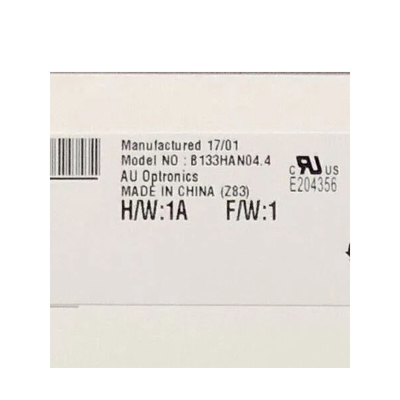 Manufactured 17/01
Model NO : B133HAN04.4
AU Optronics
MADE IN CHINA (Z83)
H/W:1A F/W:1
c RU US
E204356